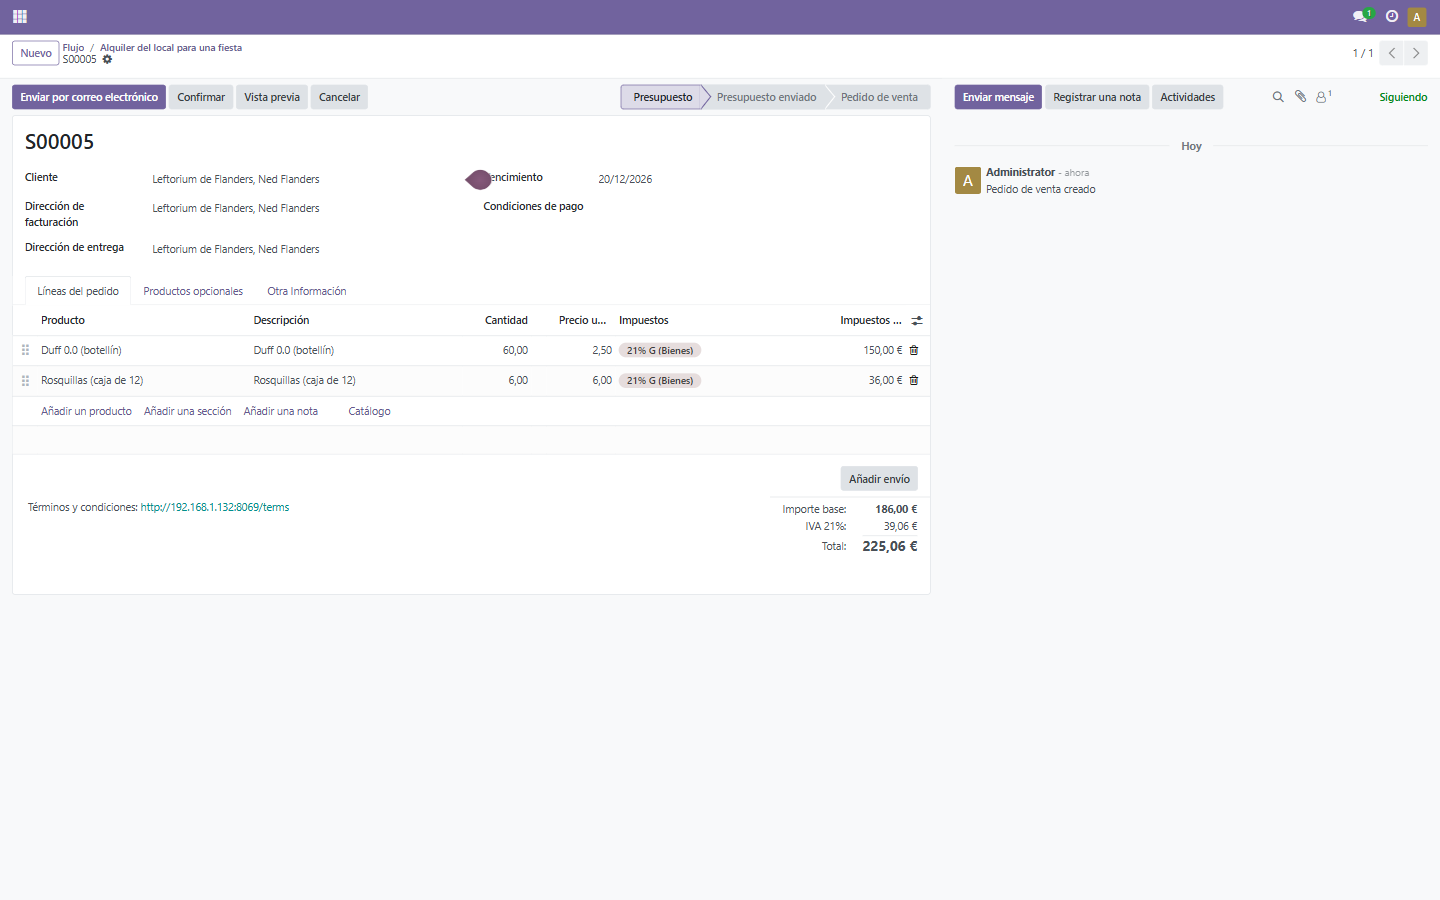 1
A
Nuevo
Flujo / Alquiler del local para una fiesta
S00005
1 / 1
Enviar por correo electrónico Confirmar Vista previa Cancelar
Presupuesto Presupuesto enviado Pedido de venta
Enviar mensaje Registrar una nota Actividades 1 Siguiendo
S00005
Cliente Leftorium de Flanders, Ned Flanders
encimiento 20/12/2026
Dirección de facturación Leftorium de Flanders, Ned Flanders
Condiciones de pago
Dirección de entrega Leftorium de Flanders, Ned Flanders
Líneas del pedido Productos opcionales Otra Información
Producto Descripción Cantidad Precio u... Impuestos Impuestos ...
Duff 0.0 (botellín) Duff 0.0 (botellín) 60,00 2,50 21% G (Bienes) 150,00 €
Rosquillas (caja de 12) Rosquillas (caja de 12) 6,00 6,00 21% G (Bienes) 36,00 €
Añadir un producto Añadir una sección Añadir una nota Catálogo
Añadir envío
Términos y condiciones: http://192.168.1.132:8069/terms
Importe base: 186,00 €
IVA 21%: 39,06 €
Total: 225,06 €
Hoy
A
Administrator - ahora
Pedido de venta creado